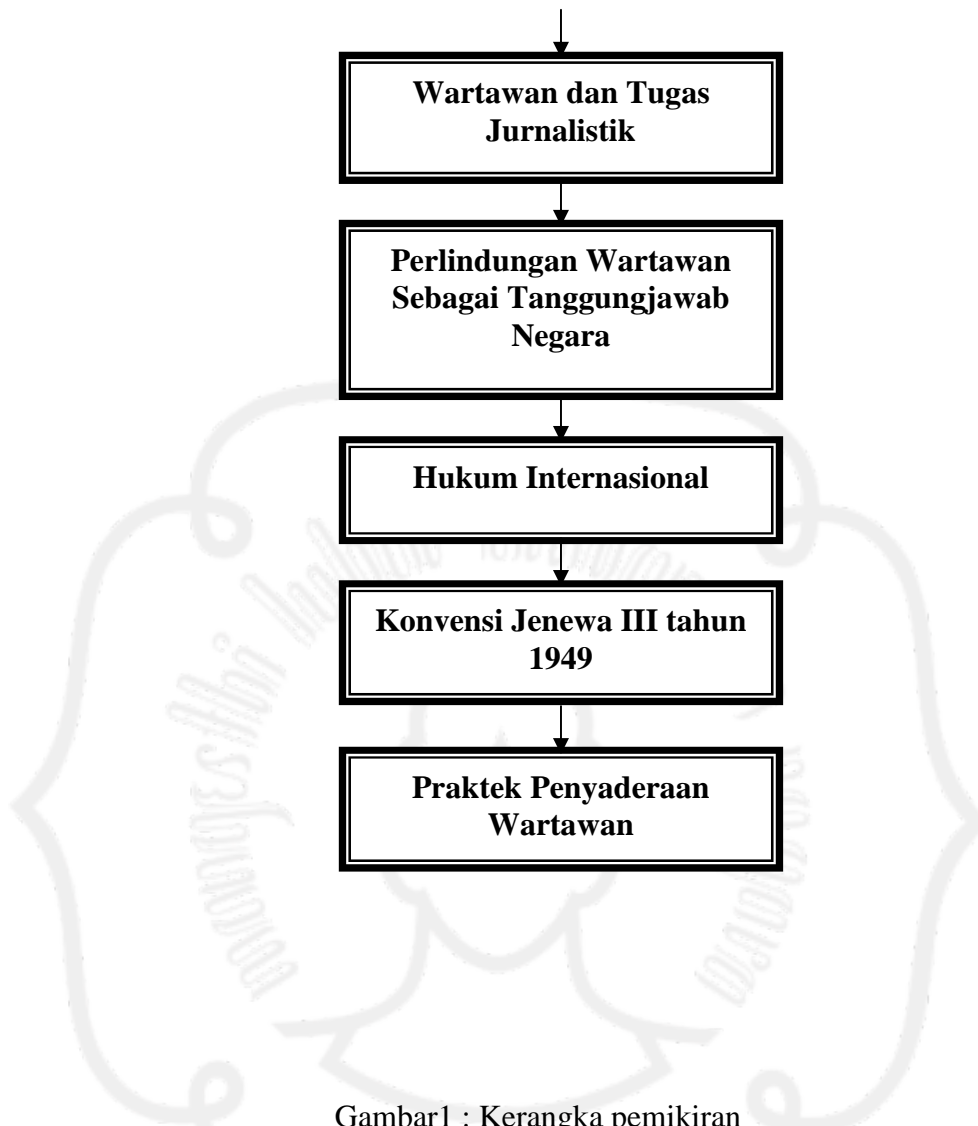 Wartawan dan Tugas
Jurnalistik
Perlindungan Wartawan
Sebagai Tanggungjawab
Negara
Hukum Internasional
Konvensi Jenewa III tahun
1949
Praktek Penyaderaan
Wartawan
Gambar1 : Kerangka pemikiran